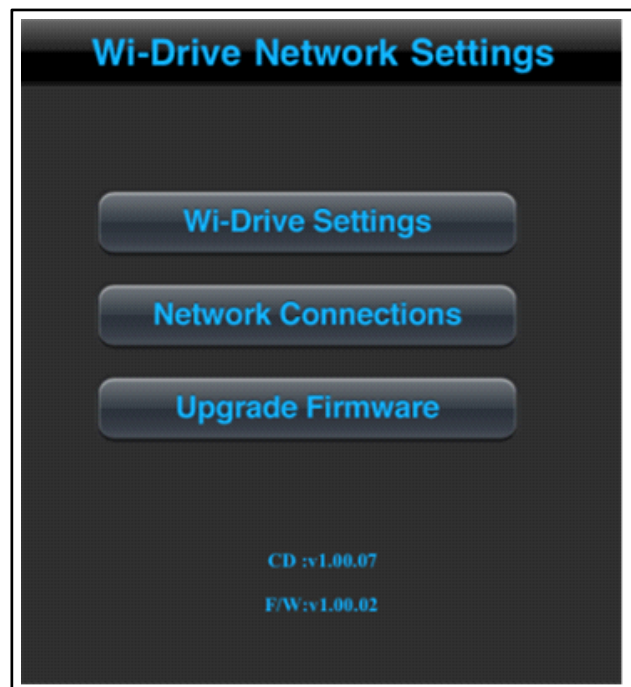 Wi-Drive Network Settings
Wi-Drive Settings
Network Connections
Upgrade Firmware
CD :v1.00.07
F/W:v1.00.02